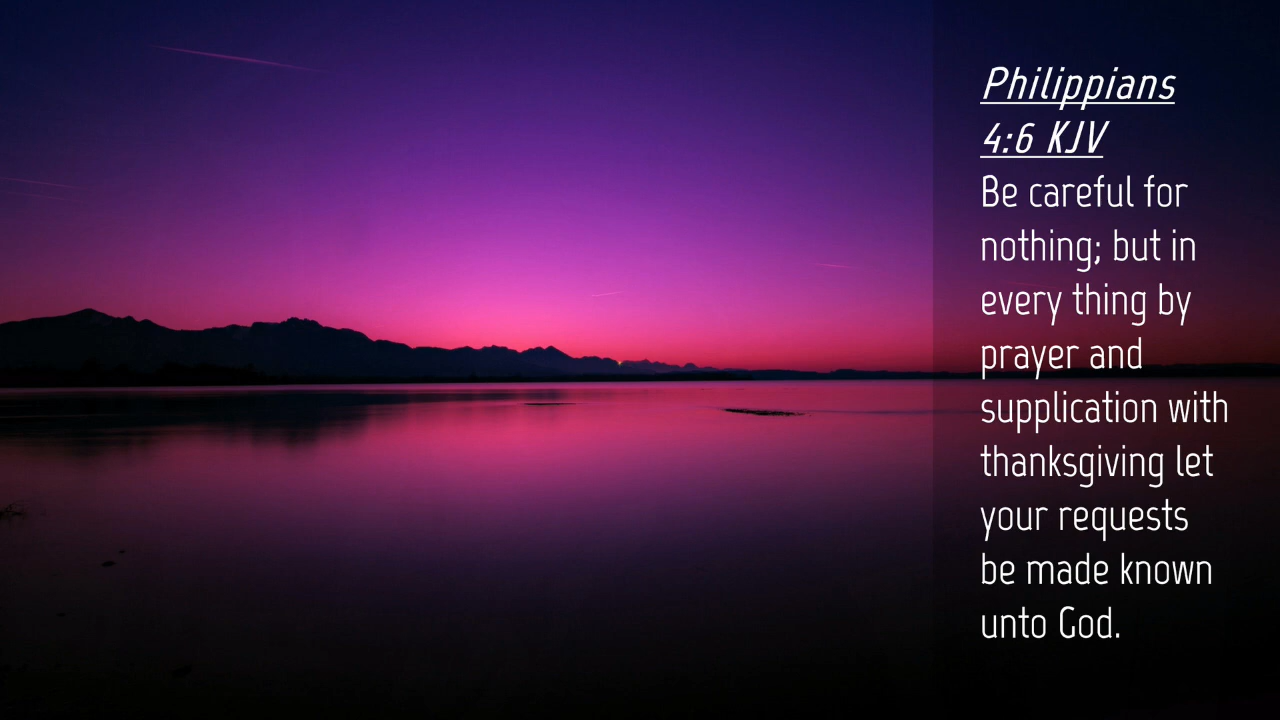 Philippians
4:6 KJV
Be careful for
nothing; but in
every thing by
prayer and
supplication with
thanksgiving let
your requests
be made known
unto God.